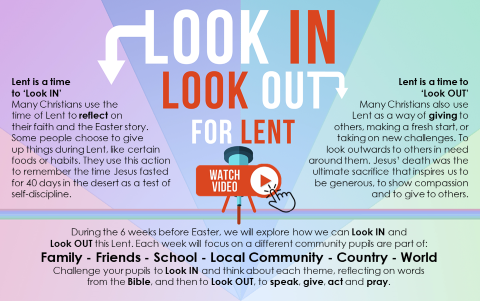 LOOK IN
LOOK OUT
FOR LENT
Lent is a time
to ‘Look IN’
Many Christians use the
time of Lent to reflect on
their faith and the Easter story.
Some people choose to give
up things during Lent, like certain
foods or habits. They use this action
to remember the time Jesus fasted
for 40 days in the desert as a test of
self-discipline.
WATCH
VIDEO
Lent is a time to
‘Look OUT’
Many Christians also use
Lent as a way of giving to
others, making a fresh start, or
taking on new challenges. To
look outwards to others in need
around them. Jesus’ death was the
ultimate sacrifice that inspires us to
be generous, to show compassion
and to give to others.
During the 6 weeks before Easter, we will explore how we can Look IN and
Look OUT this Lent. Each week will focus on a different community pupils are part of:
Family - Friends - School - Local Community - Country - World
Challenge your pupils to Look IN and think about each theme, reflecting on words
from the Bible, and then to Look OUT, to speak, give, act and pray.